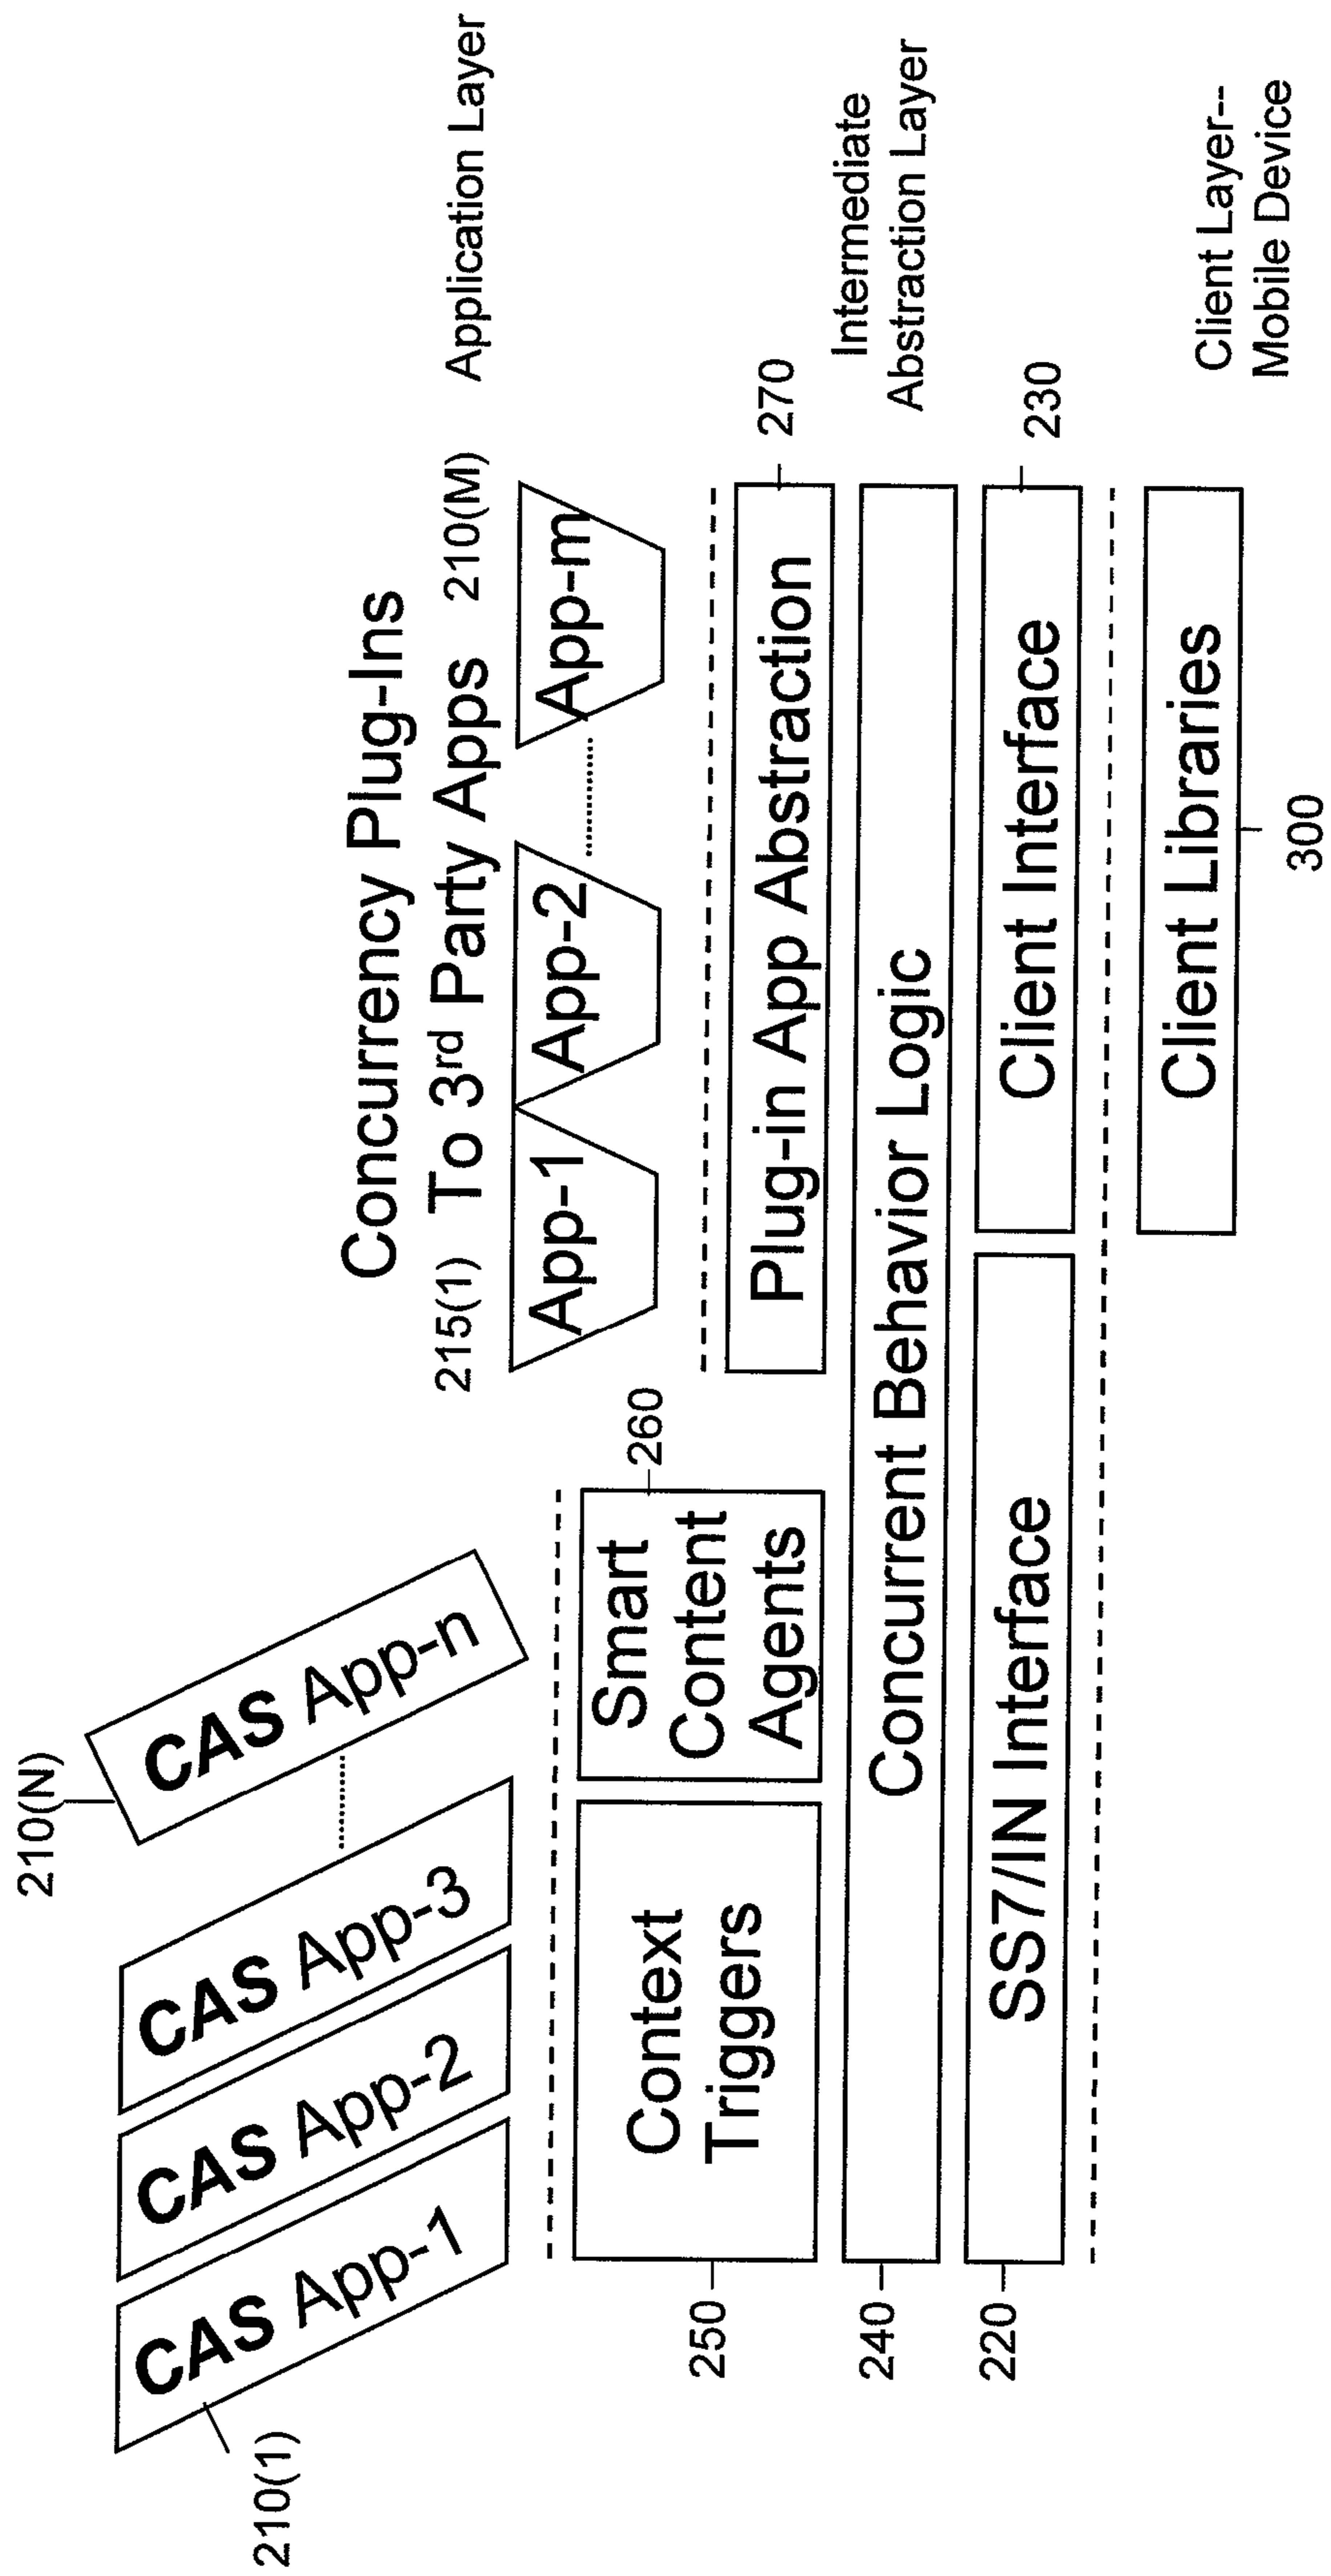 210(N)
210(1)
CAS App-1
CAS App-2
CAS App-3
CAS App-n
Concurrency Plug-Ins
215(1) To 3rd Party Apps 210(M)
Application Layer
App-1
App-2
App-m
250
Context
Triggers
Smart
Content
Agents
260
Plug-in App Abstraction
270
240
Concurrent Behavior Logic
Intermediate
Abstraction Layer
220
SS7/IN Interface
Client Interface
230
Client Libraries
300
Client Layer--
Mobile Device